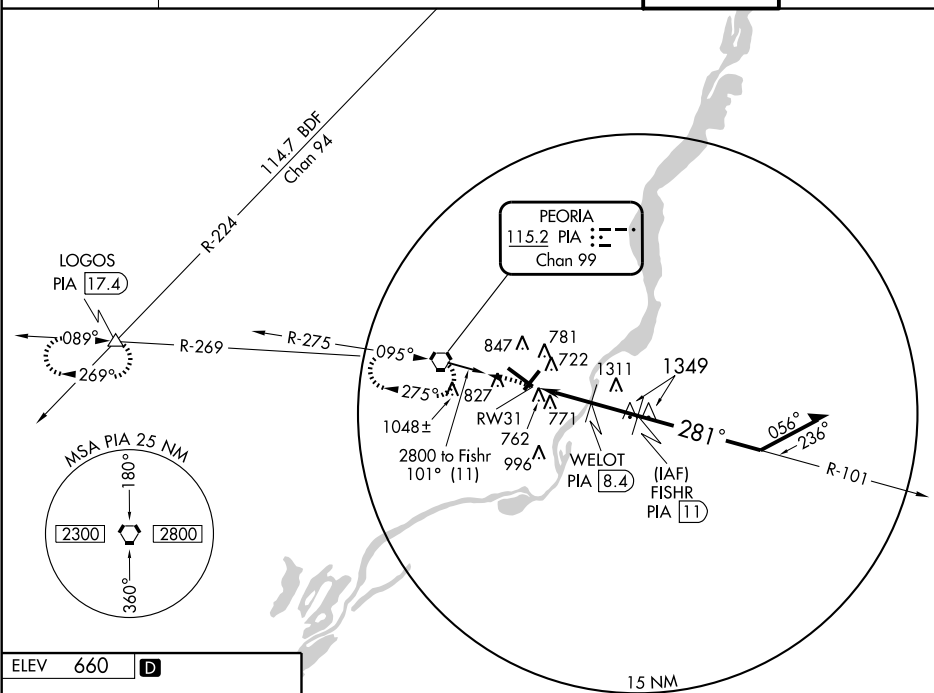 114.7 BDF
Chan 94
R-224
PEORIA
115.2 PIA
Chan 99
LOGOS
PIA 17.4
089°
R-269
R-275
095°
847
781
722
269°
275°
827
1311
1349
1048±
RW31
771
281°
056°
236°
762
2800 to Fishr
101° (11)
996
WELOT
PIA 8.4
(IAF)
FISHR
PIA 11
R-101
MSA PIA 25 NM
180°
2300
2800
360°
ELEV 660 D
15 NM